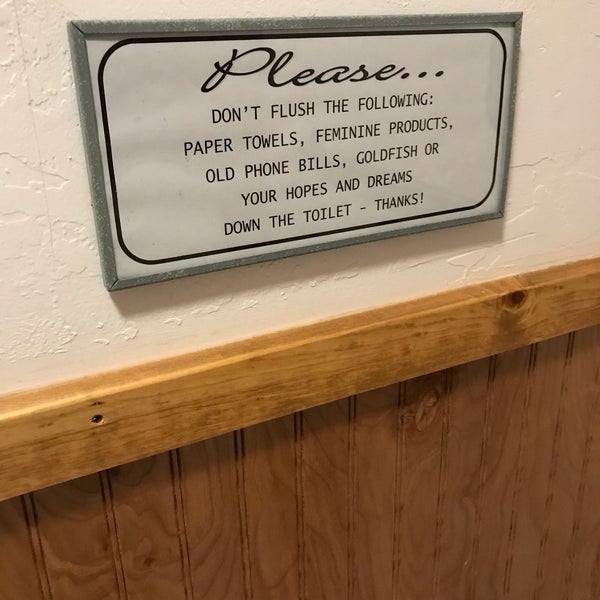 Please...
DON'T FLUSH THE FOLLOWING:
PAPER TOWELS, FEMININE PRODUCTS,
OLD PHONE BILLS, GOLDFISH OR
YOUR HOPES AND DREAMS
DOWN THE TOILET - THANKS!